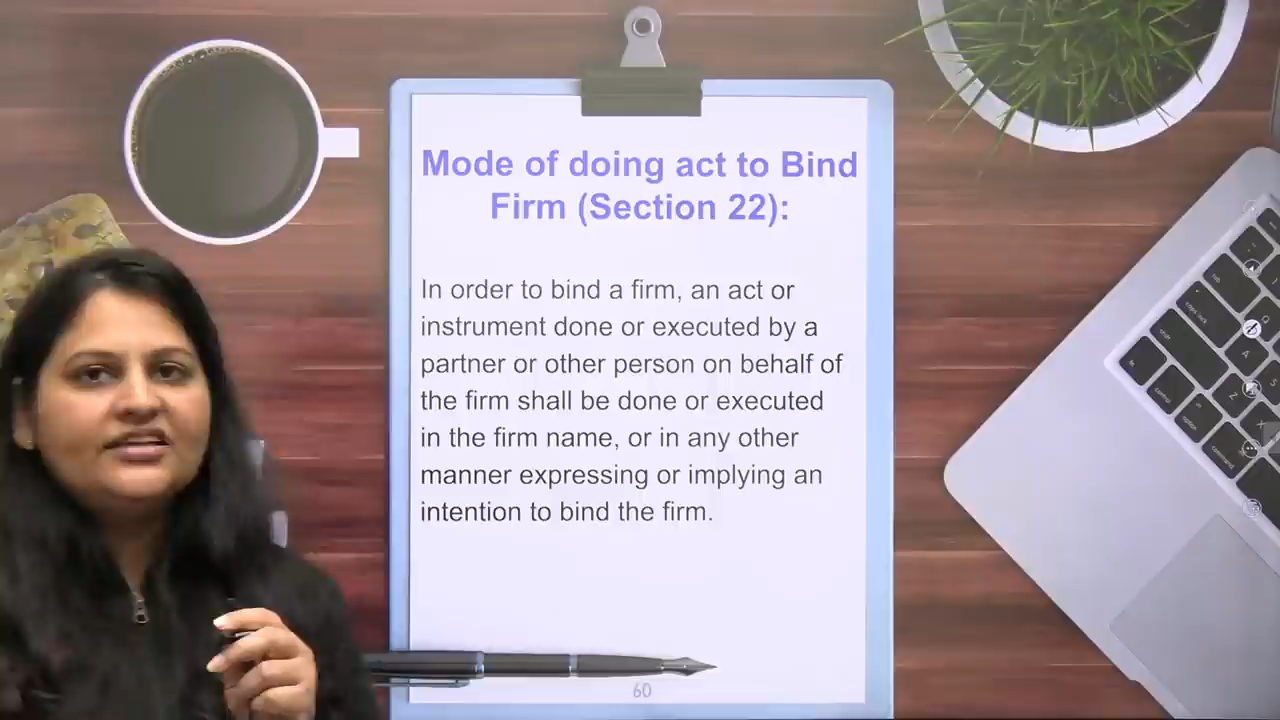 Mode of doing act to Bind
Firm (Section 22):
In order to bind a firm, an act or
instrument done or executed by a
partner or other person on behalf of
the firm shall be done or executed
in the firm name, or in any other
manner expressing or implying an
intention to bind the firm.
60